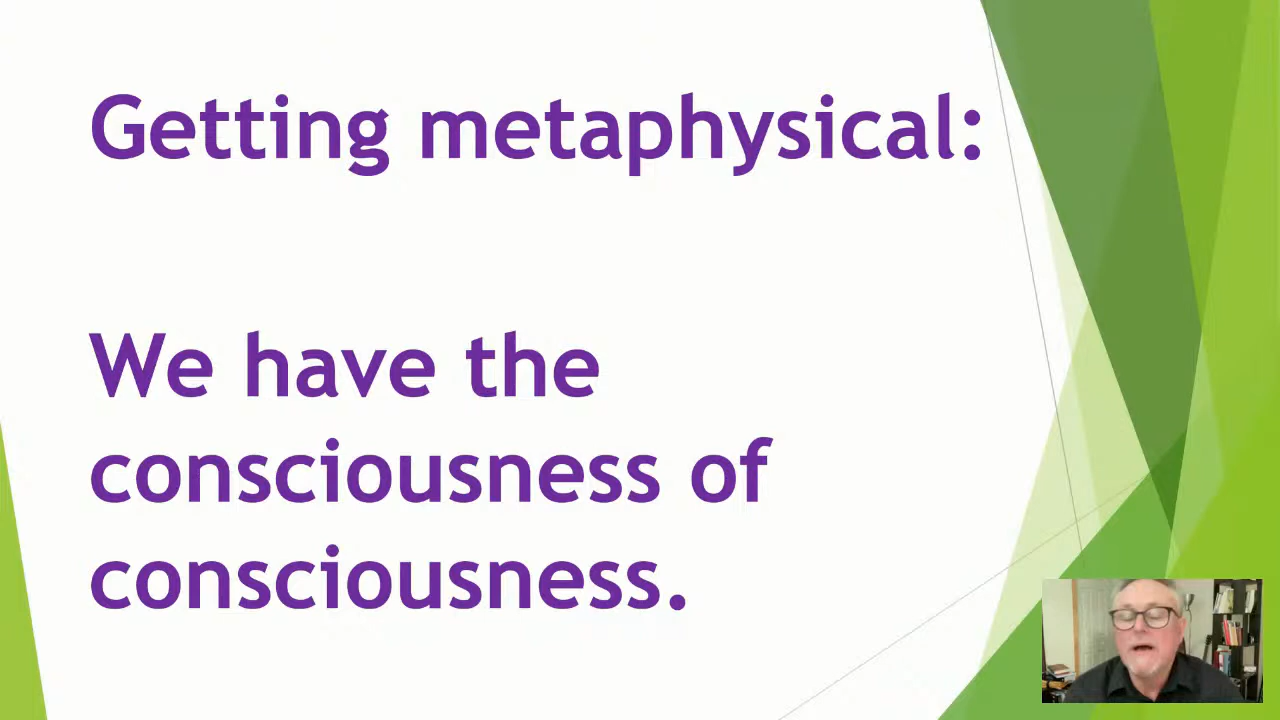 Getting metaphysical:
We have the
consciousness of
consciousness.